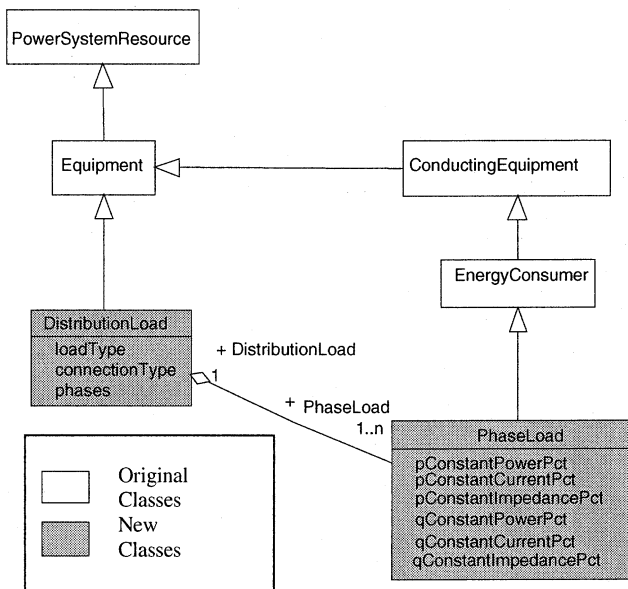 PowerSystemResource
Equipment
ConductingEquipment
EnergyConsumer
DistributionLoad
loadType
connectionType
phases
+ DistributionLoad
1
+ PhaseLoad
1..n
PhaseLoad
pConstantPowerPct
pConstantCurrentPct
pConstantImpedancePct
qConstantPowerPct
qConstantCurrentPct
qConstantImpedancePct
Original
Classes
New
Classes